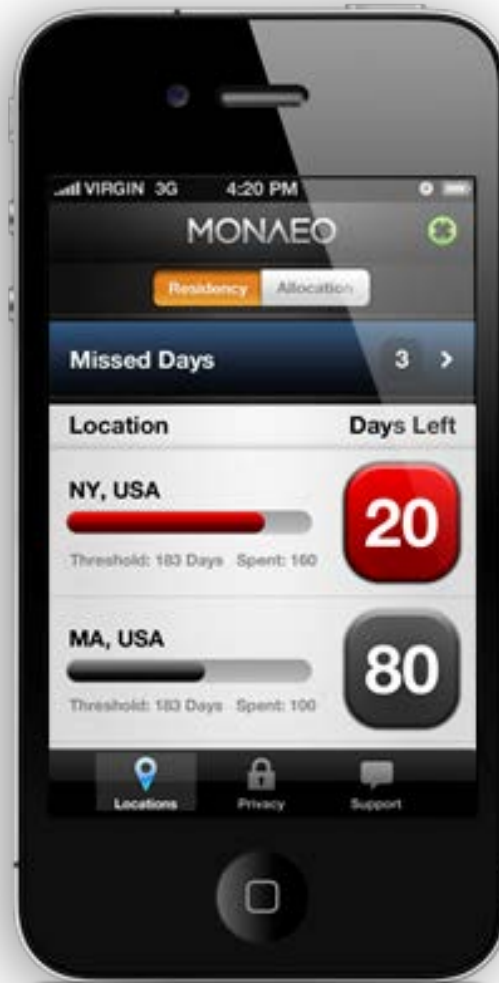 VIRGIN 3G 4:20 PM
MONAEO
Residency Allocation
Missed Days 3
Location Days Left
NY, USA
20
Threshold: 183 Days Spent: 160
MA, USA
80
Threshold: 183 Days Spent: 100
Locations Privacy Support